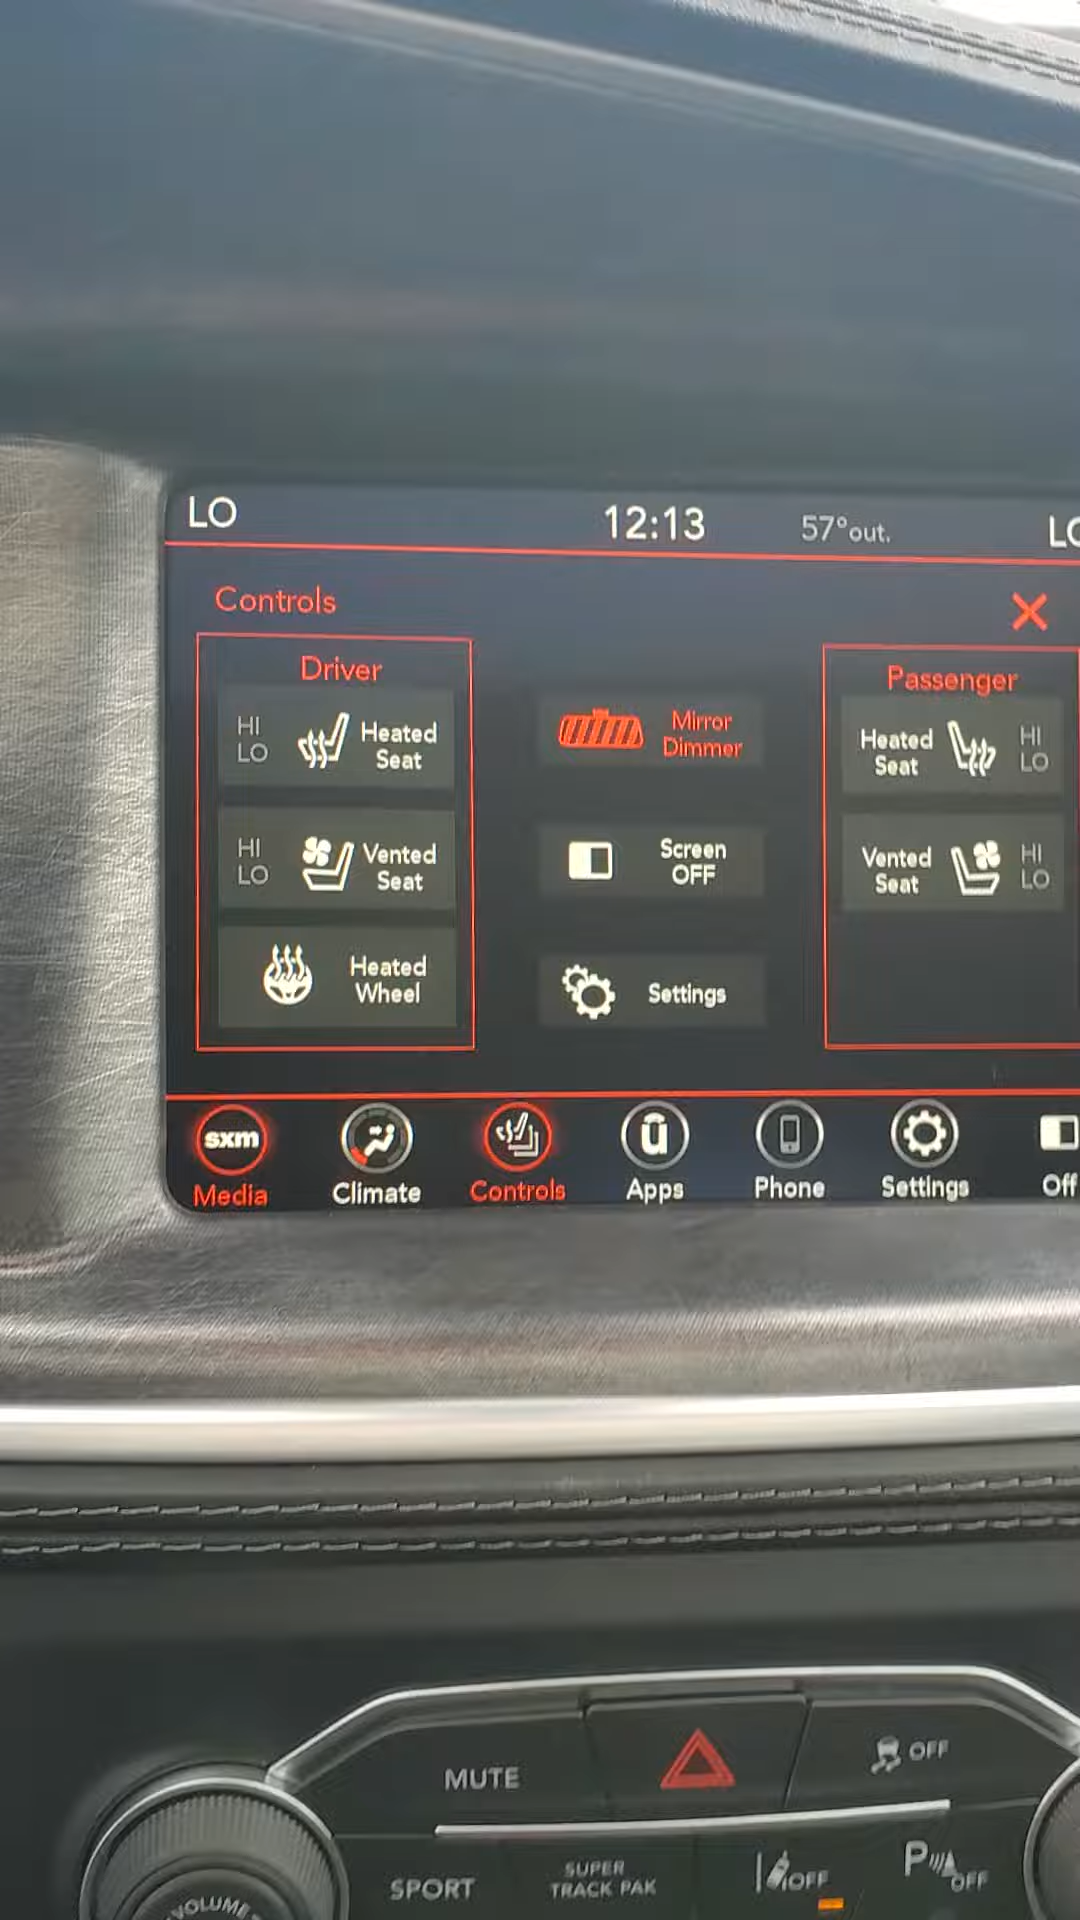 LO 12:13 57°out.
Controls
Driver
HI
LO
Heated
Seat
HI
LO
Vented
Seat
Heated
Wheel
Mirror
Dimmer
Screen
OFF
Settings
Passenger
Heated
Seat
HI
LO
Vented
Seat
HI
LO
sxm
Media
Climate
Controls
ū
Apps
Phone
Settings
Off
MUTE
OFF
SPORT
SUPER
TRACK PAK
OFF
P
OFF
VOLUME